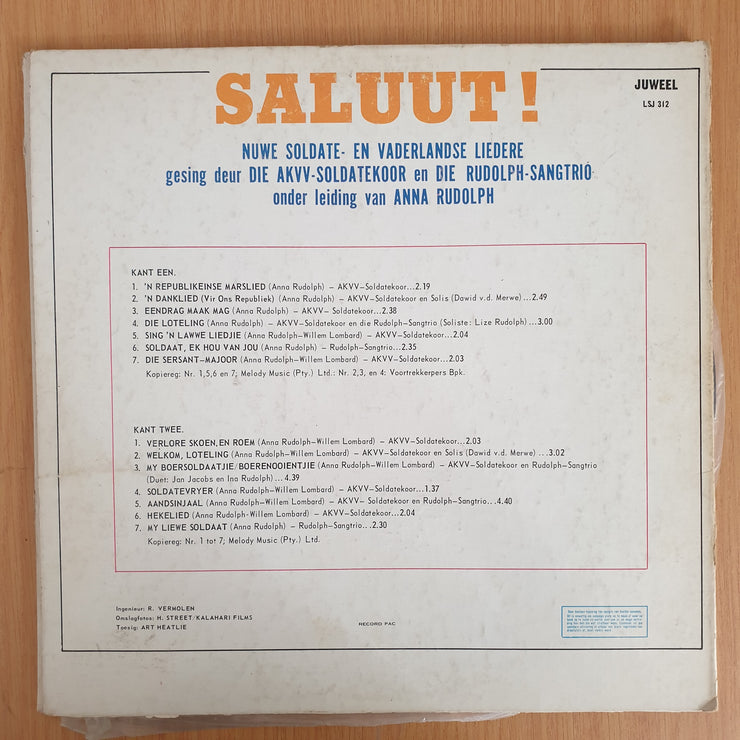 SALUUT!
JUWEEL
LSJ 312
NUWE SOLDATE- EN VADERLANDSE LIEDERE
gesing deur DIE AKVV-SOLDATEKOOR en DIE RUDOLPH-SANGTRIO
onder leiding van ANNA RUDOLPH
KANT EEN.
1. 'N REPUBLIKEINSE MARSLIED (Anna Rudolph) – AKVV–Soldatekoor...2.19
2. 'N DANKLIED (Vir Ons Republiek) (Anna Rudolph) – AKVV–Soldatekoor en Solis (Dawid v.d. Merwe)...2.49
3. EENDRAG MAAK MAG (Anna Rudolph) – AKVV– Soldatekoor...2.38
4. DIE LOTELING (Anna Rudolph) – AKVV–Soldatekoor en die Rudolph–Sangtrio (Soliste: Lize Rudolph)...3.00
5. SING 'N LAWWE LIEDJIE (Anna Rudolph–Willem Lombard) – AKVV–Soldatekoor...2.04
6. SOLDAAT, EK HOU VAN JOU (Anna Rudolph) – Rudolph–Sangtrio...2.35
7. DIE SERSANT–MAJOOR (Anna Rudolph–Willem Lombard) – AKVV–Soldatekoor...2.03
Kopiereg: Nr. 1,5,6 en 7; Melody Music (Pty.) Ltd.: Nr. 2,3, en 4: Voortrekkerpers Bpk.
KANT TWEE.
1. VERLORE SKOEN, EN ROEM (Anna Rudolph–Willem Lombard) – AKVV–Soldatekoor...2.03
2. WELKOM, LOTELING (Anna Rudolph–Willem Lombard) – AKVV–Soldatekoor en Solis (Dawid v.d. Merwe) ...3.02
3. MY BOERSOLDAATJIE/BOERENOOIENTJIE (Anna Rudolph–Willem Lombard) – AKVV–Soldatekoor en Rudolph–Sangtrio
(Duet: Jan Jacobs en Ina Rudolph)... 4.39
4. SOLDATEVRYER (Anna Rudolph–Willem Lombard) – AKVV–Soldatekoor...1.37
5. AANDSINJAAL (Anna Rudolph–Willem Lombard) – AKVV– Soldatekoor en Rudolph–Sangtrio...4.40
6. HEKELIED (Anna Rudolph-Willem Lombard) – AKVV–Soldatekoor...2.04
7. MY LIEWE SOLDAAT (Anna Rudolph) – Rudolph–Sangtrio...2.30
Kopiereg: Nr. 1 tot 7; Melody Music (Pty.) Ltd.
Ingenieur: R. VERMOLEN
Omslagfotos: H. STREET/KALAHARI FILMS
Toesig: ART HEATLIE
RECORD PAC